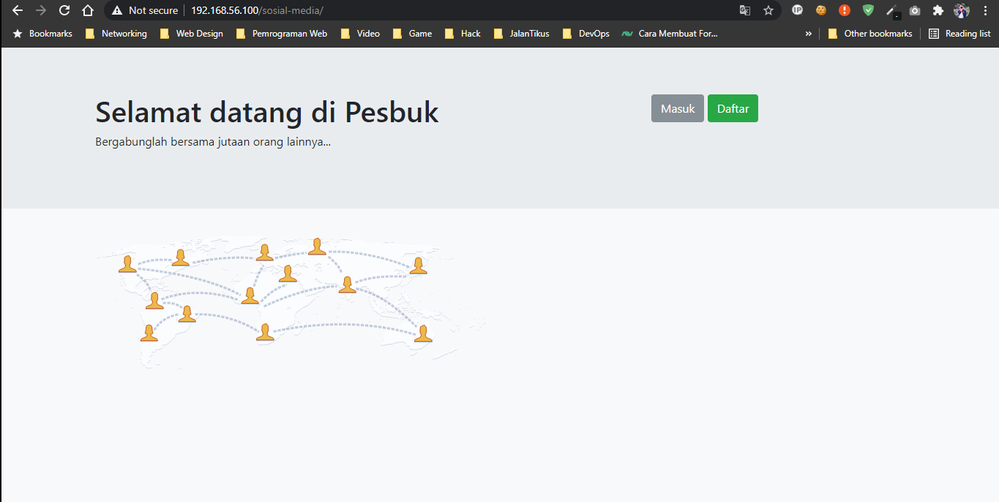 Not secure 192.168.56.100/sosial-media/ IP
Bookmarks Networking Web Design Pemrograman Web Video Game Hack JalanTikus DevOps Cara Membuat For... » Other bookmarks Reading list
Selamat datang di Pesbuk Masuk Daftar
Bergabunglah bersama jutaan orang lainnya...